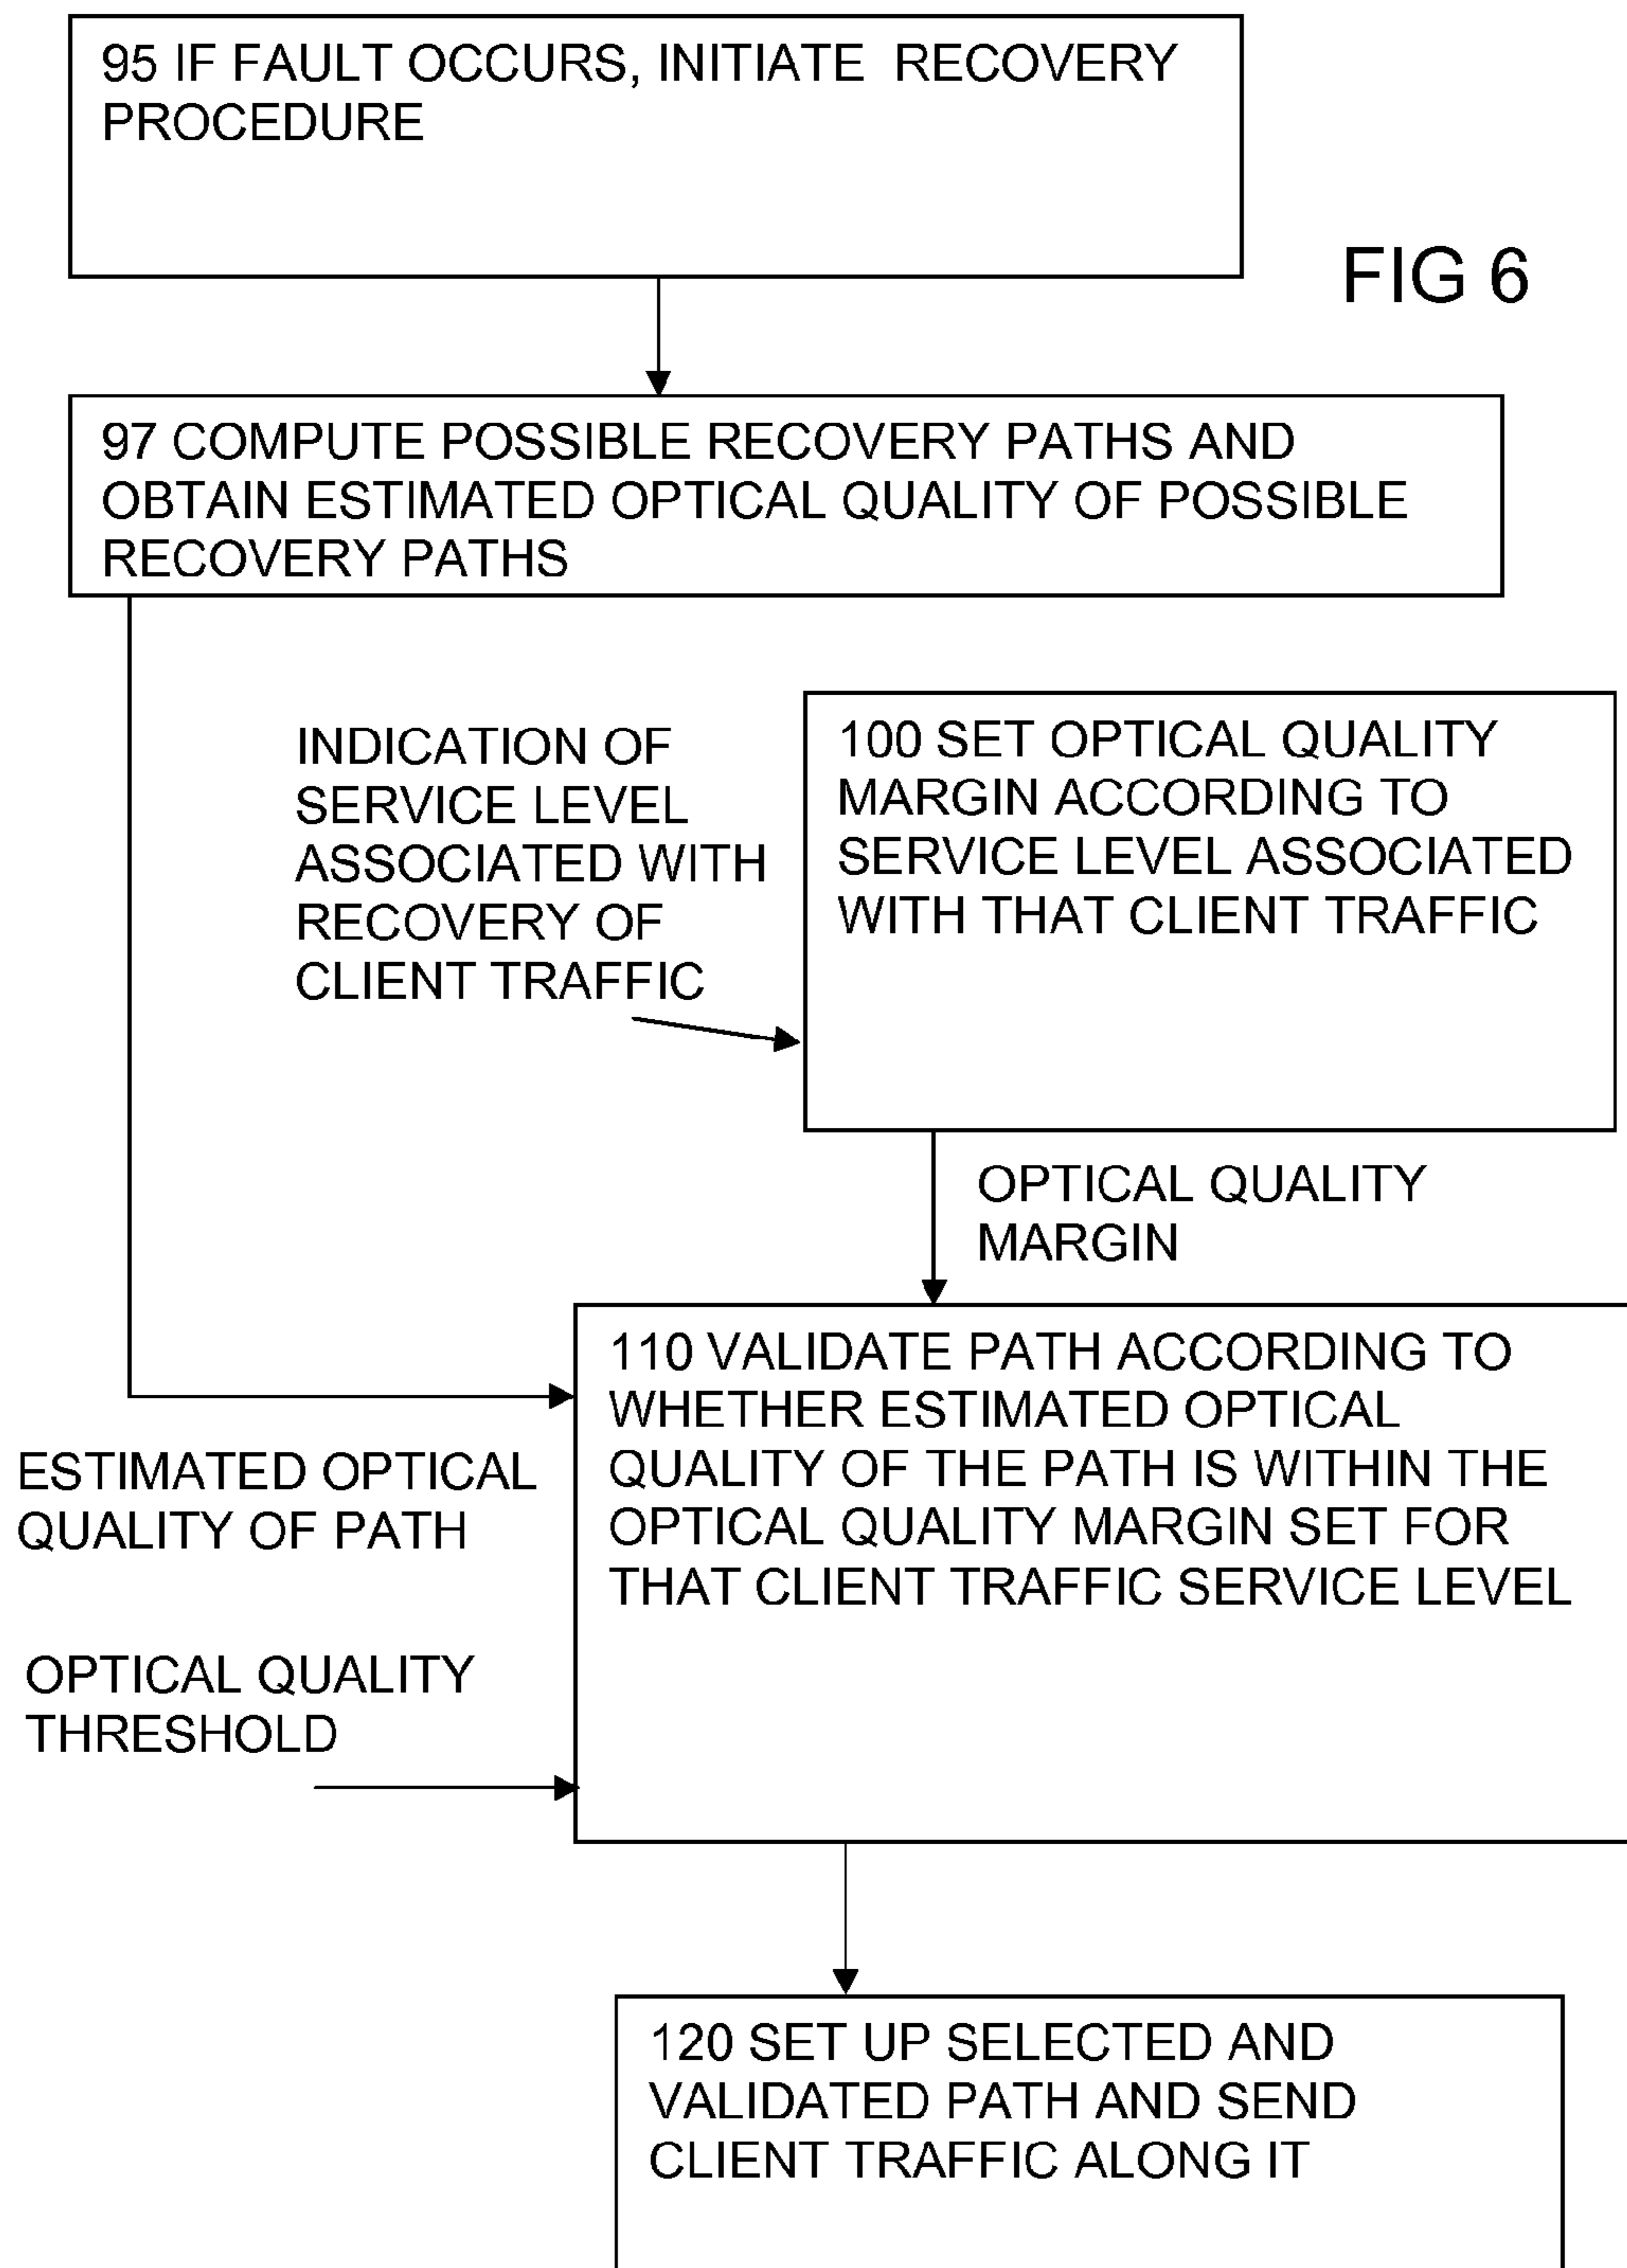 95 IF FAULT OCCURS, INITIATE RECOVERY
PROCEDURE
FIG 6
97 COMPUTE POSSIBLE RECOVERY PATHS AND
OBTAIN ESTIMATED OPTICAL QUALITY OF POSSIBLE
RECOVERY PATHS
INDICATION OF
SERVICE LEVEL
ASSOCIATED WITH
RECOVERY OF
CLIENT TRAFFIC
100 SET OPTICAL QUALITY
MARGIN ACCORDING TO
SERVICE LEVEL ASSOCIATED
WITH THAT CLIENT TRAFFIC
OPTICAL QUALITY
MARGIN
110 VALIDATE PATH ACCORDING TO
WHETHER ESTIMATED OPTICAL
QUALITY OF THE PATH IS WITHIN THE
OPTICAL QUALITY MARGIN SET FOR
THAT CLIENT TRAFFIC SERVICE LEVEL
ESTIMATED OPTICAL
QUALITY OF PATH
OPTICAL QUALITY
THRESHOLD
120 SET UP SELECTED AND
VALIDATED PATH AND SEND
CLIENT TRAFFIC ALONG IT